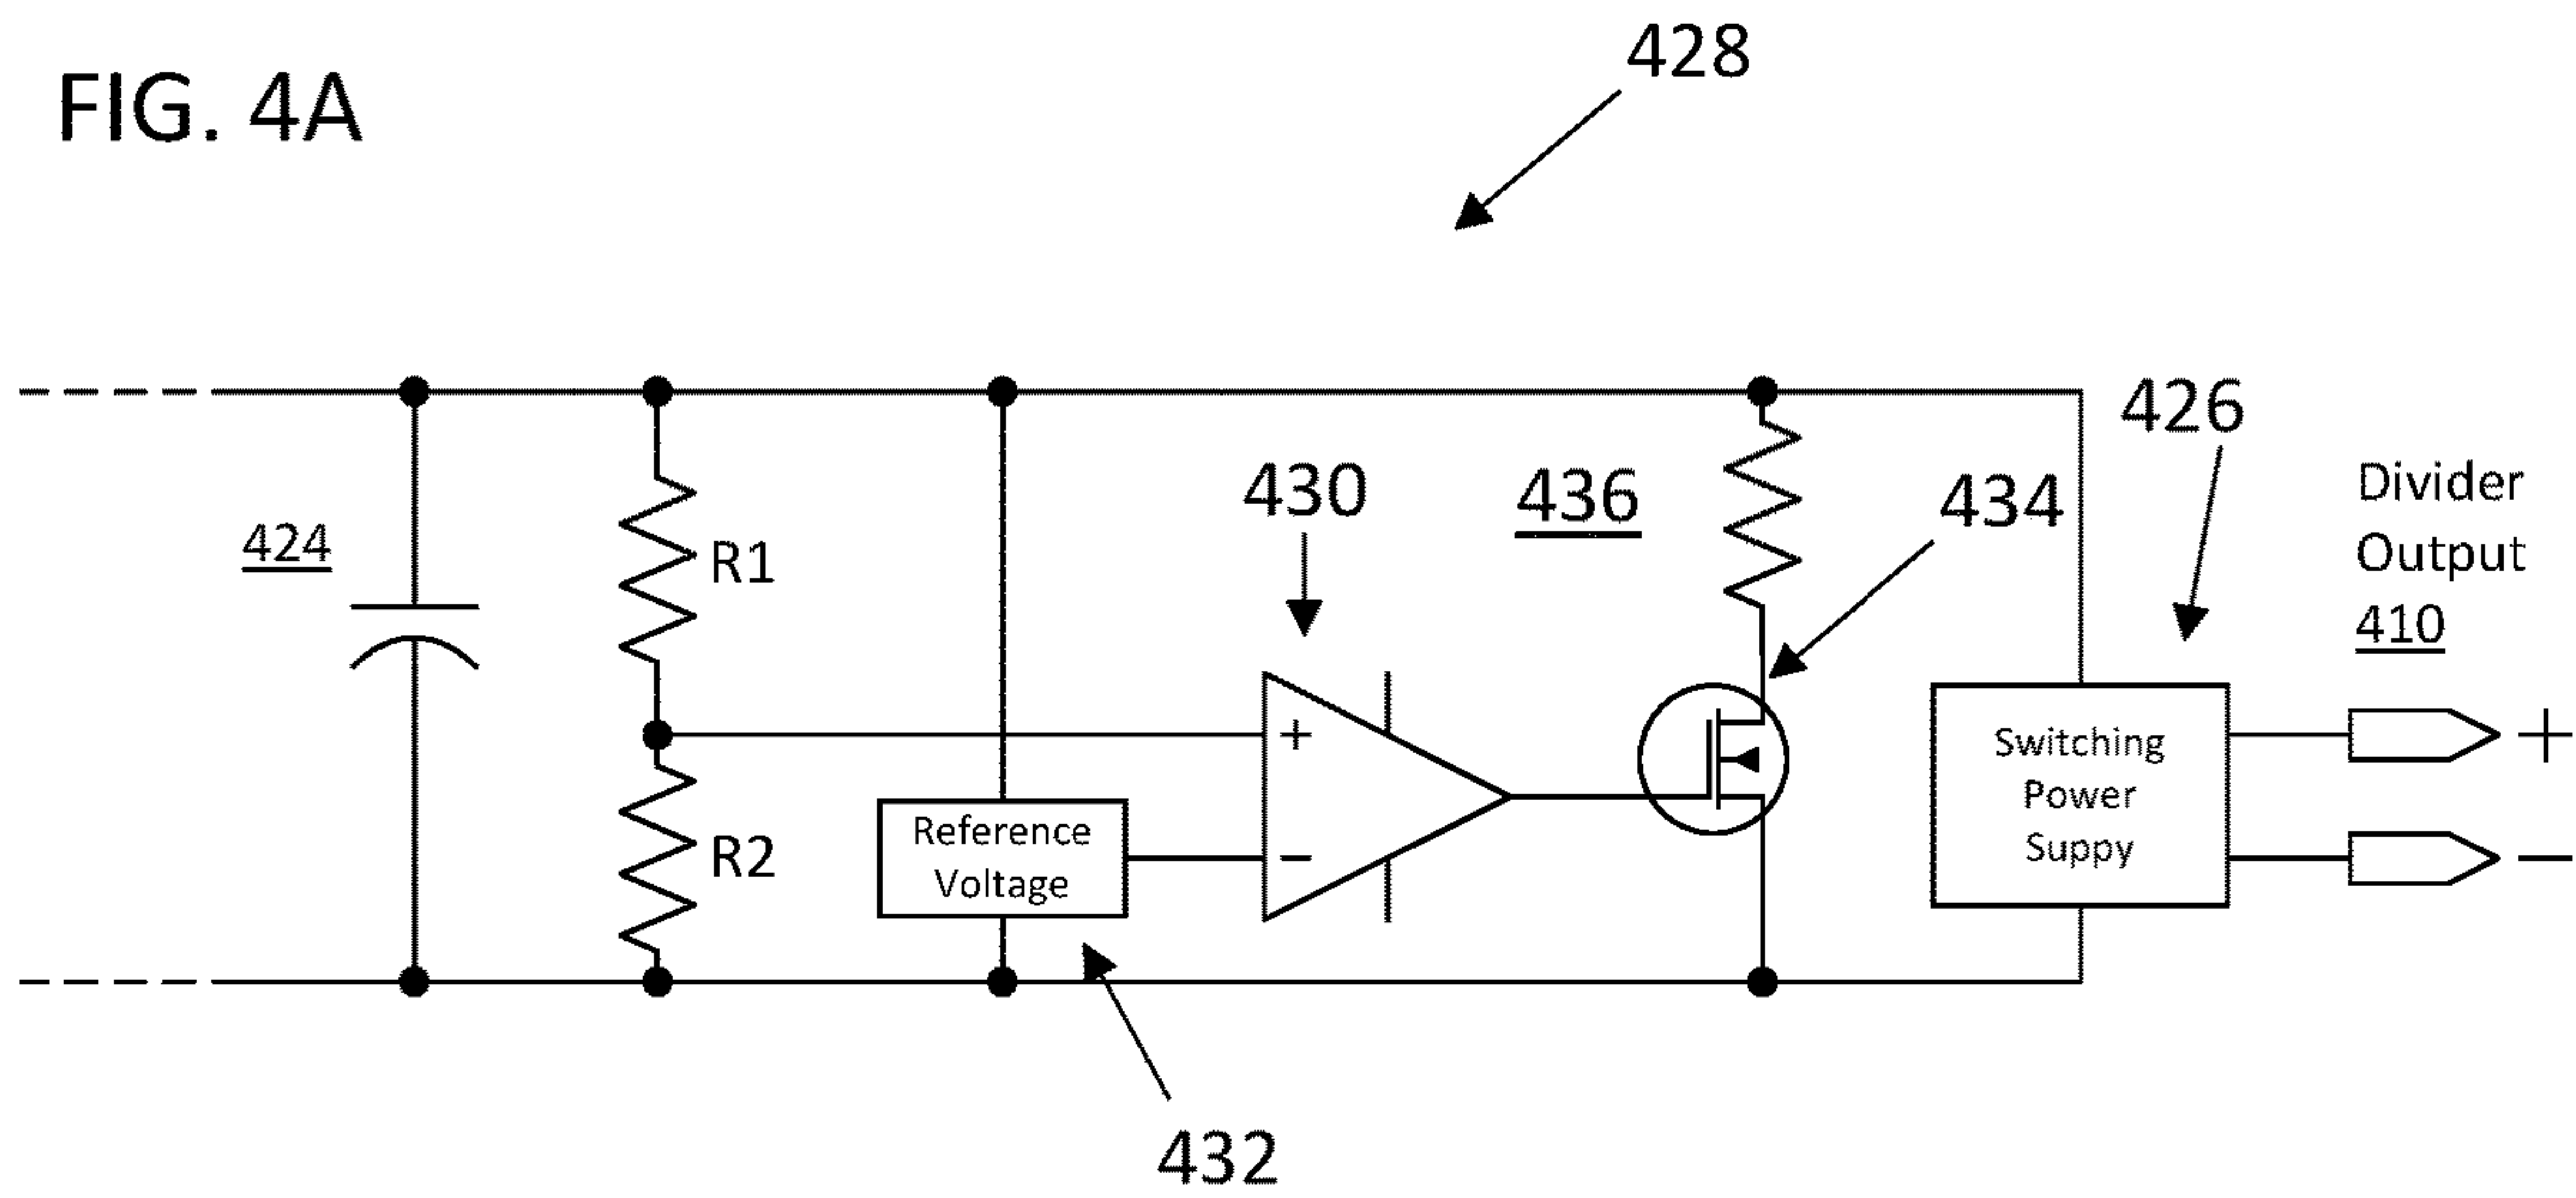 FIG. 4A
428
426
Divider
Output
410
430
436
434
424
R1
+
Switching
Power
Suppy
+
Reference
Voltage
−
−
R2
432